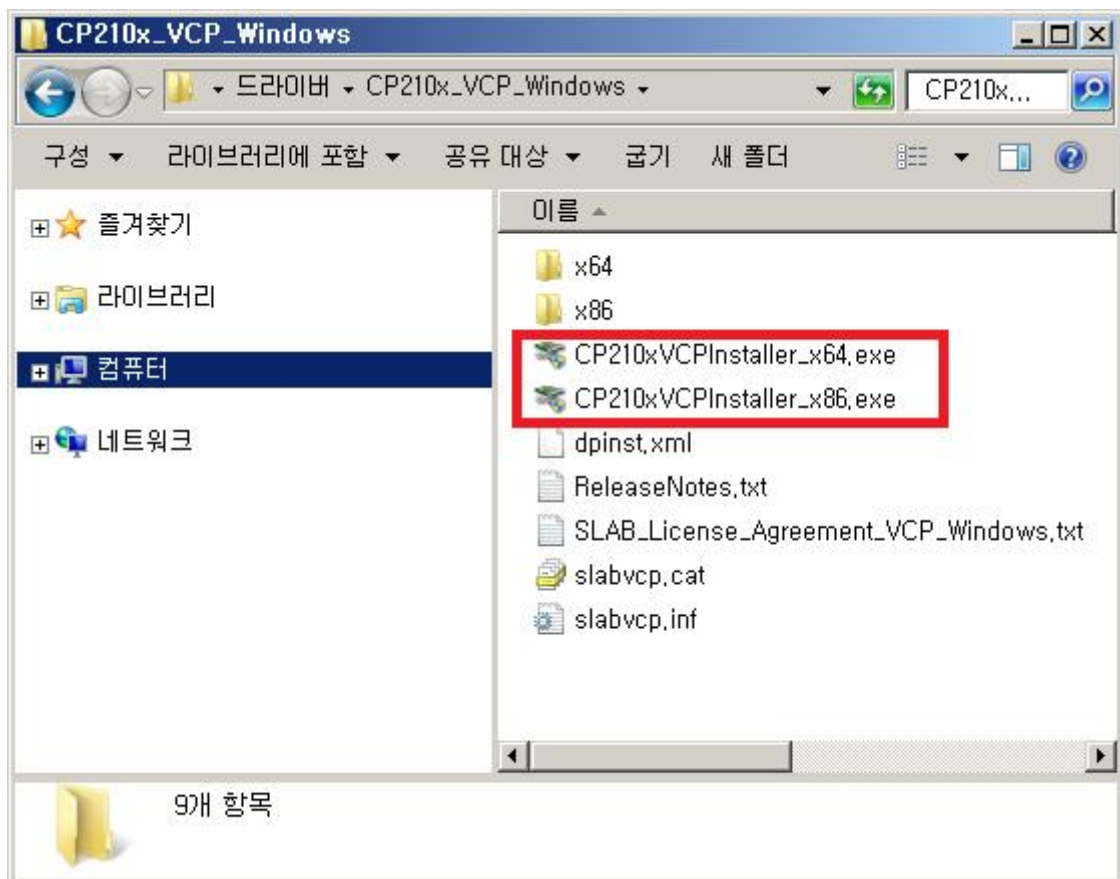 CP210x_VCP_Windows
드라이버 CP210x_VCP_Windows
CP210x...
구성 라이브러리에 포함 공유 대상 굽기 새 폴더
즐겨찾기
라이브러리
컴퓨터
네트워크
이름
x64
x86
CP210xVCPInstaller_x64.exe
CP210xVCPInstaller_x86.exe
dpinst.xml
ReleaseNotes.txt
SLAB_License_Agreement_VCP_Windows.txt
slabvcp.cat
slabvcp.inf
9개 항목